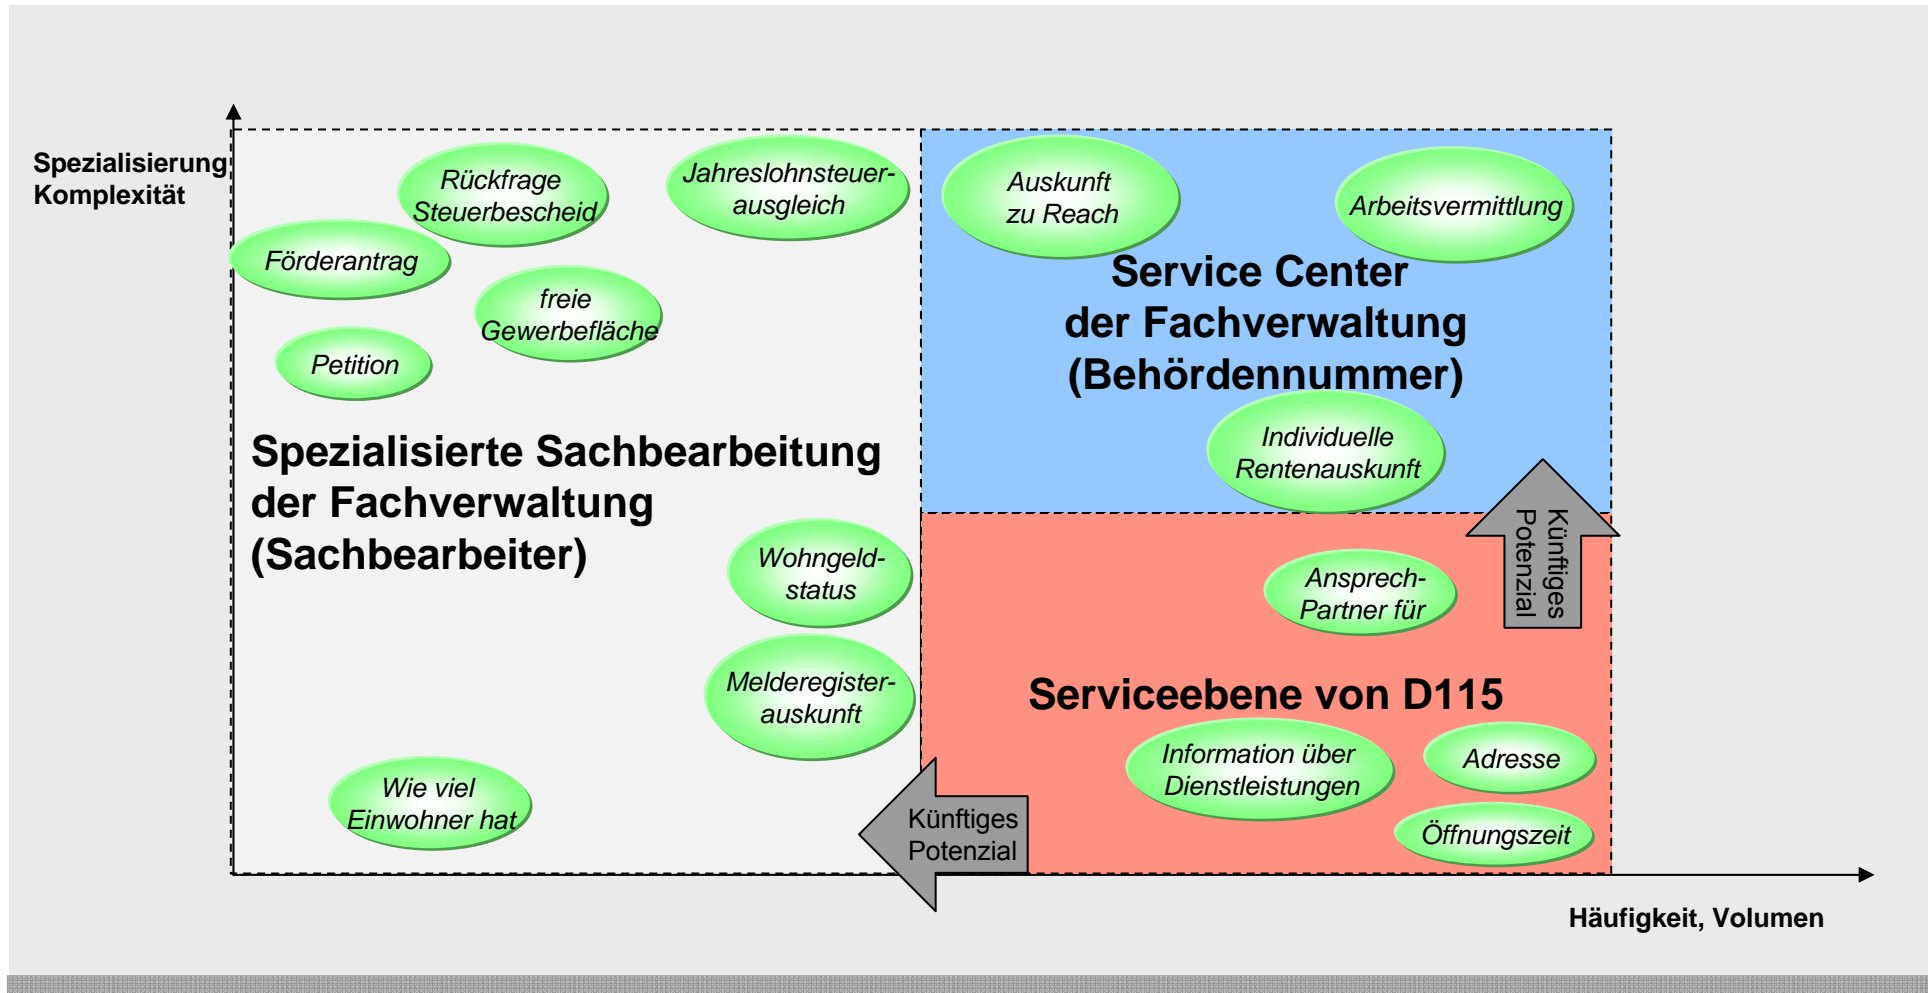 Spezialisierung
Komplexität
Rückfrage
Steuerbescheid
Jahreslohnsteuer-
ausgleich
Förderantrag
freie
Gewerbefläche
Petition
Spezialisierte Sachbearbeitung
der Fachverwaltung
(Sachbearbeiter)
Wohngeld-
status
Melderegister-
auskunft
Wie viel
Einwohner hat
Auskunft
zu Reach
Arbeitsvermittlung
Service Center
der Fachverwaltung
(Behördennummer)
Individuelle
Rentenauskunft
Künftiges
Potenzial
Ansprech-
Partner für
Serviceebene von D115
Information über
Dienstleistungen
Adresse
Öffnungszeit
Künftiges
Potenzial
Häufigkeit, Volumen